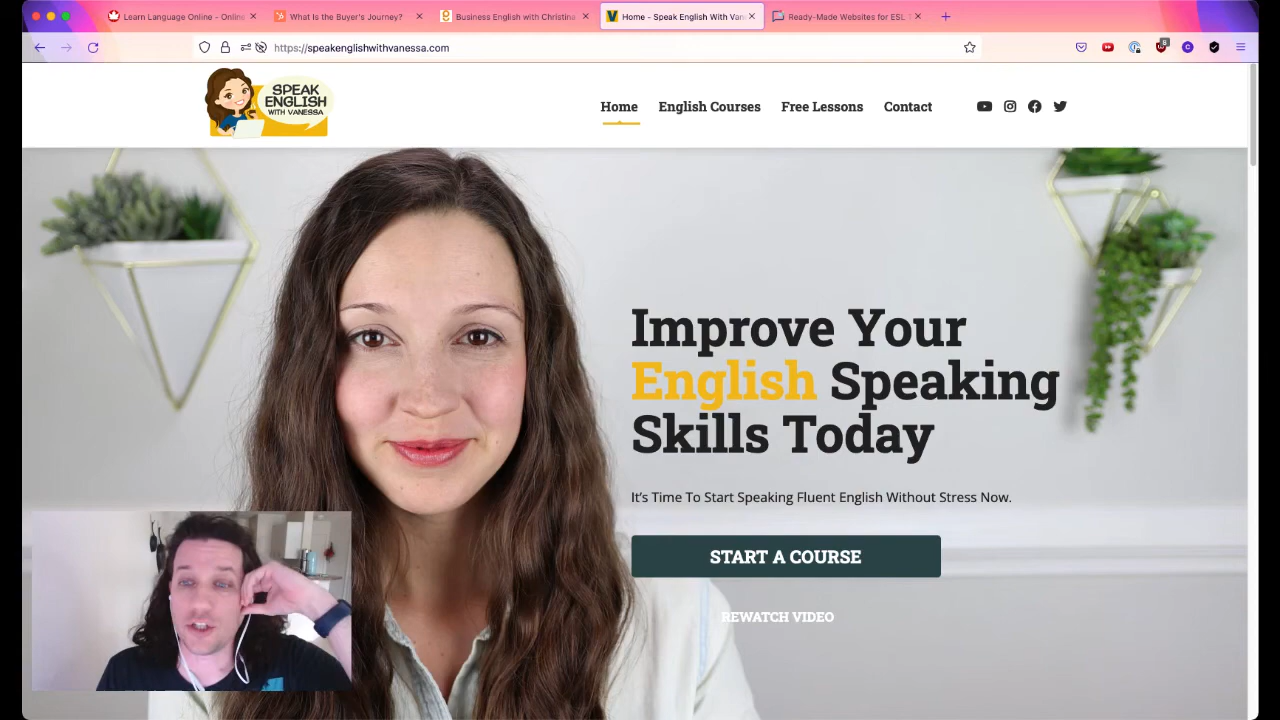 Learn Language Online - Online
What Is the Buyer's Journey?
Business English with Christina
Home - Speak English With Van
Ready-Made Websites for ESL T
https://speakenglishwithvanessa.com
8
C
SPEAK
ENGLISH
WITH VANESSA
Home
English Courses
Free Lessons
Contact
Improve Your
English Speaking
Skills Today
It's Time To Start Speaking Fluent English Without Stress Now.
START A COURSE
REWATCH VIDEO